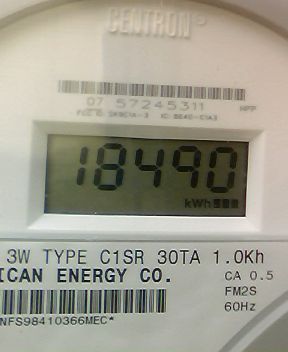 CENTRON®
07 57245311
18490
kWh
3W TYPE C1SR 30TA 1.0Kh
ICAN ENERGY CO.
CA 0.5
FM2S
60Hz
NFS98410366MEC*